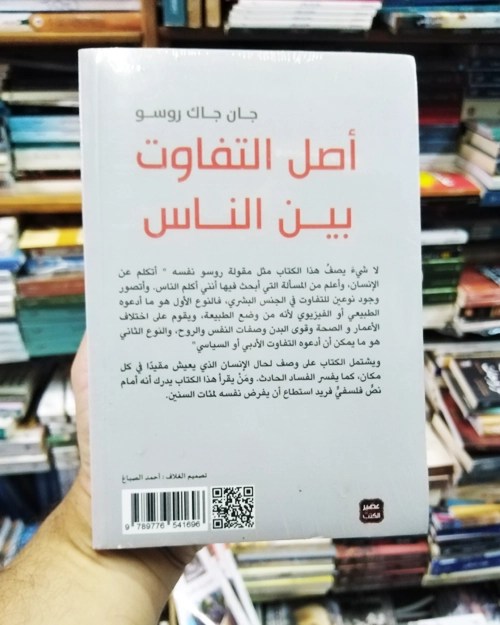 جان جاك روسو
أصل التفاوت
بين الناس
لا شيء يصفُ هذا الكتاب مثل مقولة روسو نفسه " أتكلم عن
الإنسان، وأعلم من المسألة التي أبحث فيها أنني أكلم الناس. وأتصور
وجود نوعين للتفاوت في الجنس البشري، فالنوع الأول هو ما أدعوه
الطبيعي أو الفيزيوي لأنه من وضع الطبيعة، ويقوم على اختلاف
الأعمار و الصحة وقوى البدن وصفات النفس والروح، والنوع الثاني
هو ما يمكن أن أدعوه التفاوت الأدبي أو السياسي"
ويشتمل الكتاب على وصف لحال الإنسان الذي يعيش مقيدًا في كل
مكان، كما يفسر الفساد الحادث. ومَنْ يقرأ هذا الكتاب يدرك أنه أمام
نصٌ فلسفيٌ فريد استطاع أن يفرض نفسه لمئات السنين.
تصميم الغلاف : أحمد الصباغ
9 789776 541696
عصير
الكتب